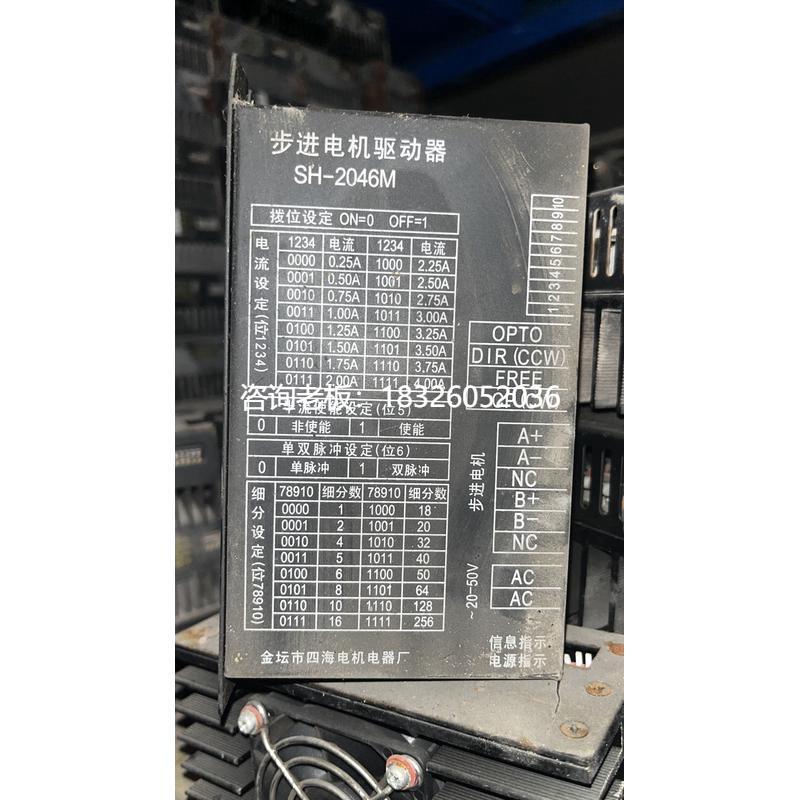 步进电机驱动器
SH-2046M
拨位设定 ON=0 OFF=1
电流设定(位1234)
1234 电流 1234 电流
0000 0.25A 1000 2.25A
0001 0.50A 1001 2.50A
0010 0.75A 1010 2.75A
0011 1.00A 1011 3.00A
0100 1.25A 1100 3.25A
0101 1.50A 1101 3.50A
0110 1.75A 1110 3.75A
0111 2.00A 1111 4.00A
咨询老板：18326052036
流使能设定(位5)
0 非使能 1 使能
单双脉冲设定(位6)
0 单脉冲 1 双脉冲
细分设定(位78910)
78910 细分数 78910 细分数
0000 1 1000 18
0001 2 1001 20
0010 4 1010 32
0011 5 1011 40
0100 6 1100 50
0101 8 1101 64
0110 10 1110 128
0111 16 1111 256
金坛市四海电机电器厂
12345678910
OPTO
DIR(CCW)
FREE
步进电机
A+
A-
NC
B+
B-
NC
~20-50V
AC
AC
信息指示
电源指示